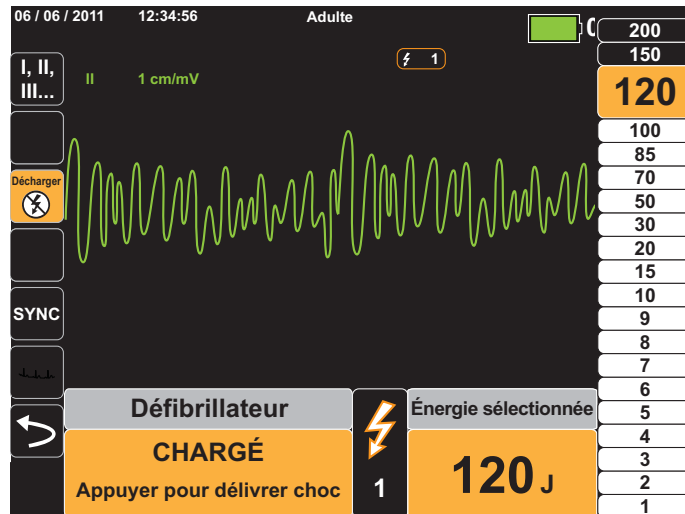 06 / 06 / 2011 12:34:56 Adulte
1
I, II,
III...
II 1 cm/mV
Décharger
SYNC
200
150
120
100
85
70
50
30
20
15
10
9
8
7
6
5
4
3
2
1
Défibrillateur
CHARGÉ
Appuyer pour délivrer choc
1
Énergie sélectionnée
120 J